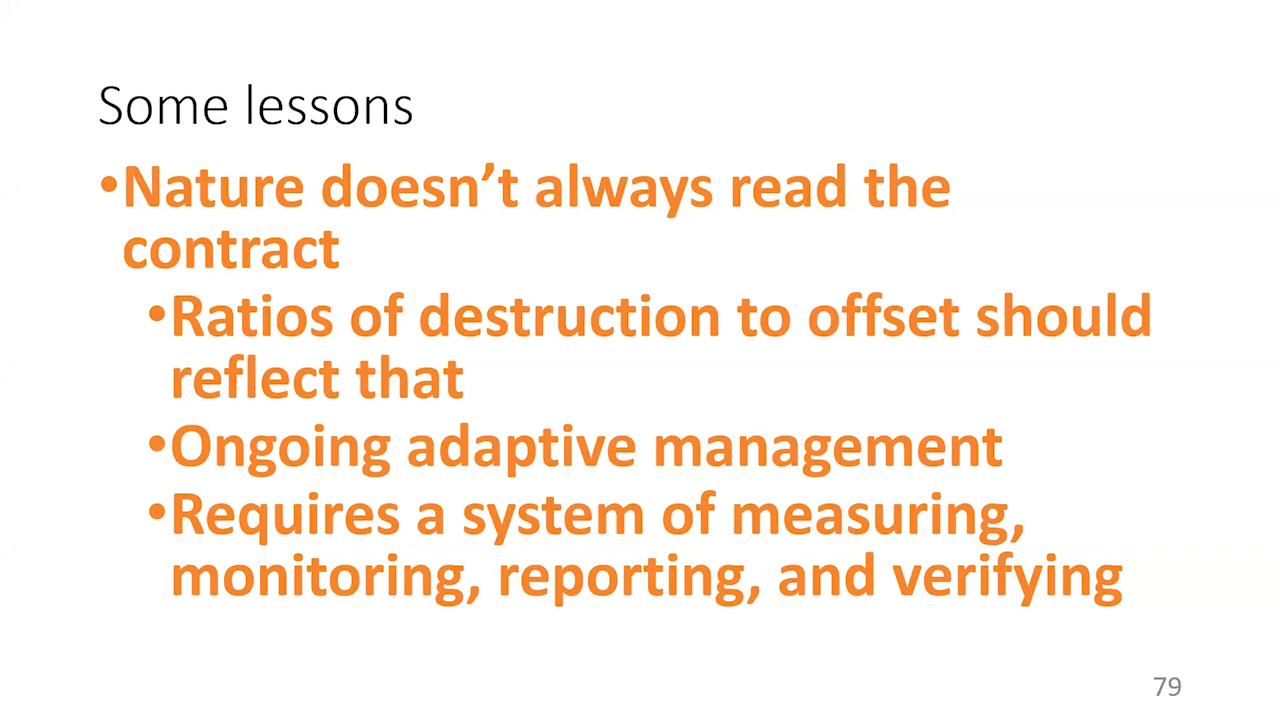 Some lessons
•Nature doesn’t always read the
contract
•Ratios of destruction to offset should
reflect that
•Ongoing adaptive management
•Requires a system of measuring,
monitoring, reporting, and verifying
79